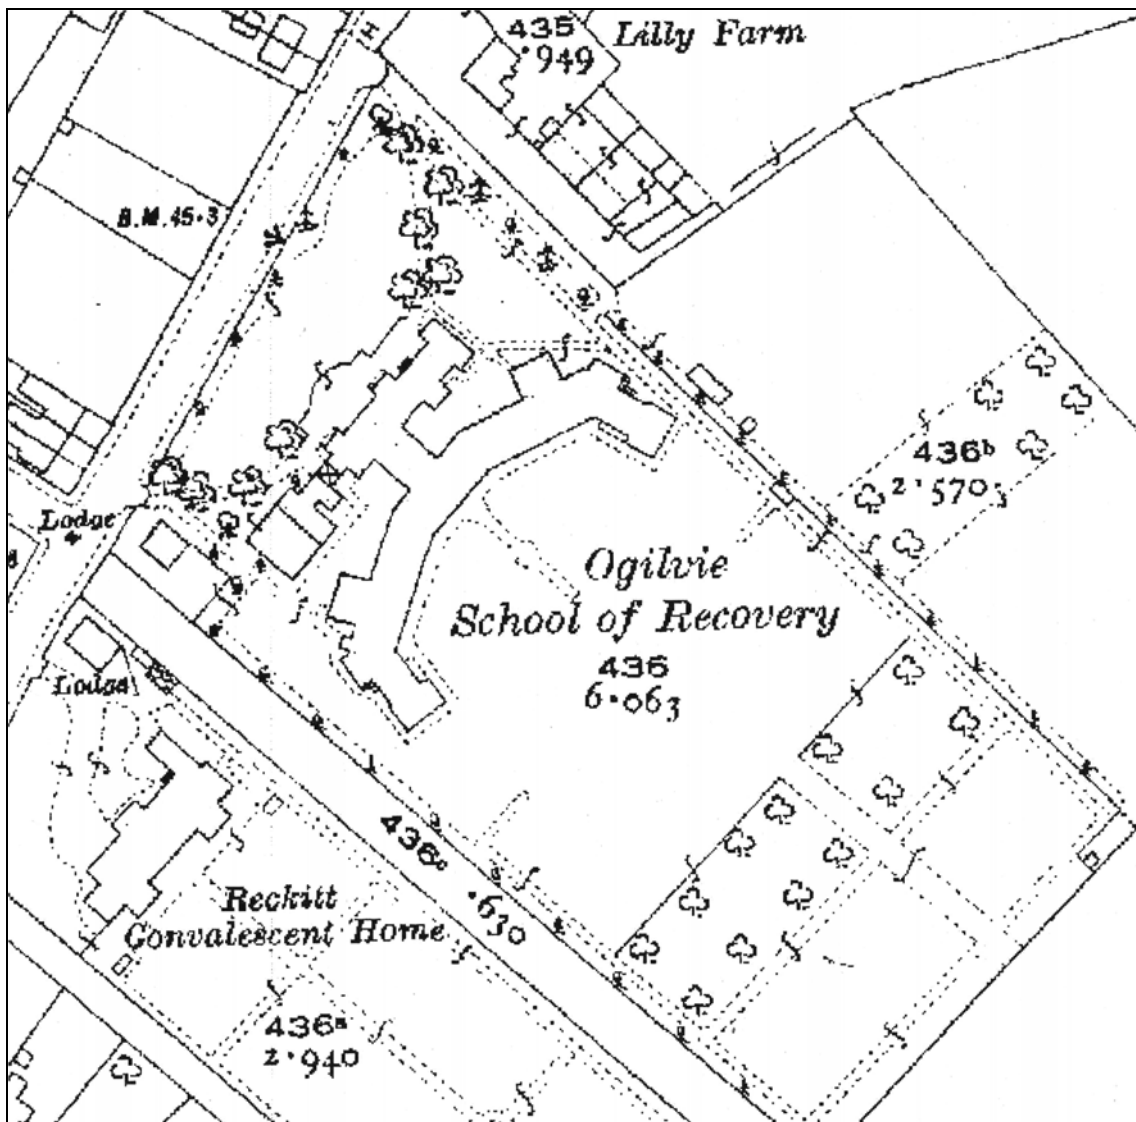 H
435
·949
Lilly Farm
B.M.45·3
436ᵇ
2·570
Lodge
Ogilvie
School of Recovery
436
6·063
Lodge
436ᶜ
·630
Reckitt
Convalescent Home
436ᵃ
2·940